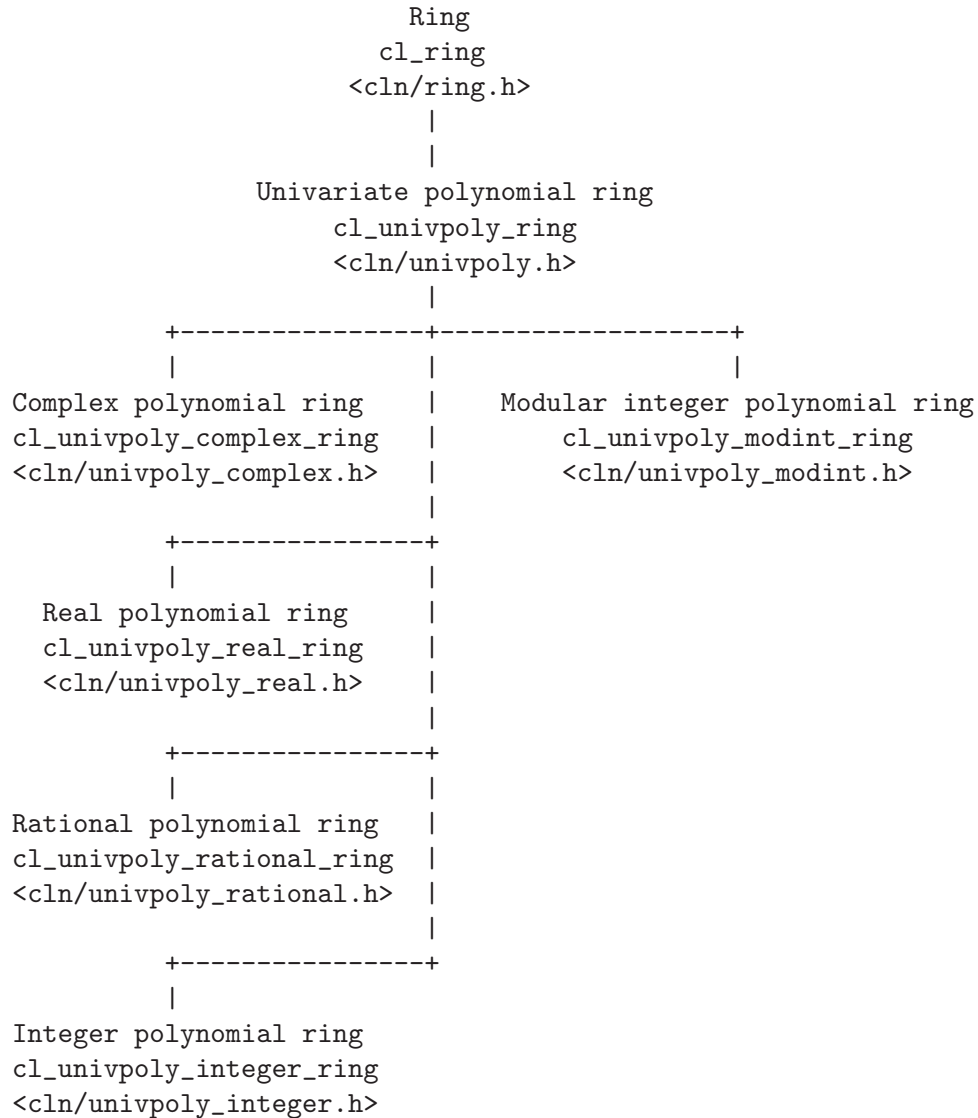 Ring
cl_ring
<cln/ring.h>
|
|
Univariate polynomial ring
cl_univpoly_ring
<cln/univpoly.h>
|
+----------------+-------------------+
| | |
Complex polynomial ring | Modular integer polynomial ring
cl_univpoly_complex_ring | cl_univpoly_modint_ring
<cln/univpoly_complex.h> | <cln/univpoly_modint.h>
|
+----------------+
| |
Real polynomial ring |
cl_univpoly_real_ring |
<cln/univpoly_real.h> |
|
+----------------+
| |
Rational polynomial ring |
cl_univpoly_rational_ring |
<cln/univpoly_rational.h> |
|
+----------------+
|
Integer polynomial ring
cl_univpoly_integer_ring
<cln/univpoly_integer.h>